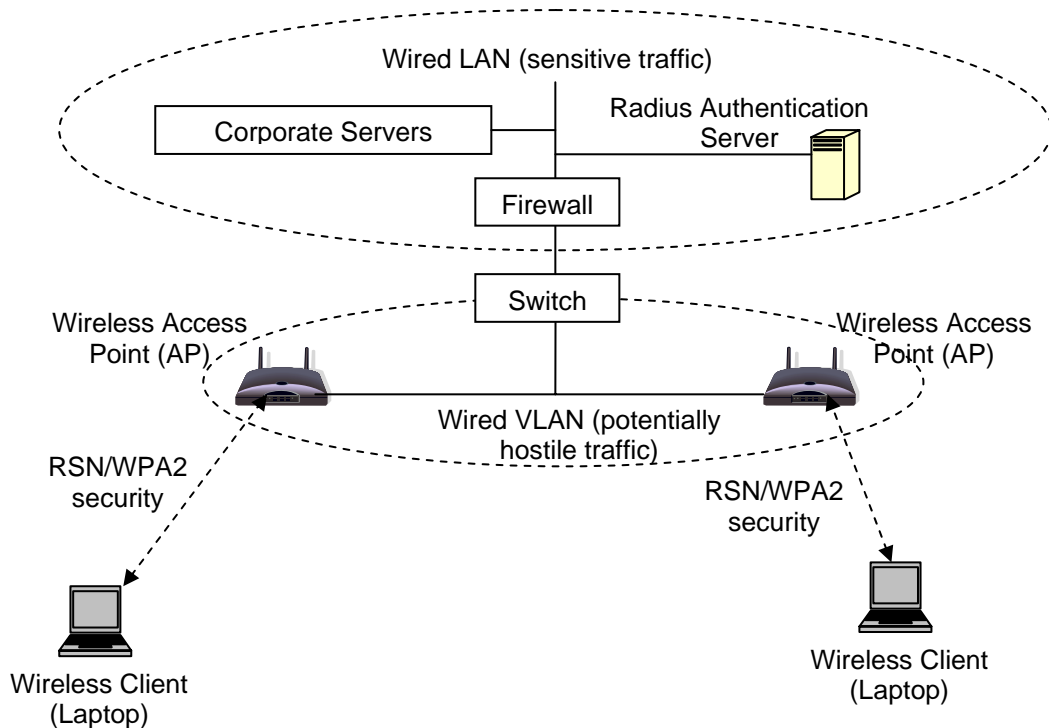 Wired LAN (sensitive traffic)
Corporate Servers
Radius Authentication
Server
Firewall
Switch
Wireless Access
Point (AP)
Wireless Access
Point (AP)
Wired VLAN (potentially
hostile traffic)
RSN/WPA2
security
RSN/WPA2
security
Wireless Client
(Laptop)
Wireless Client
(Laptop)